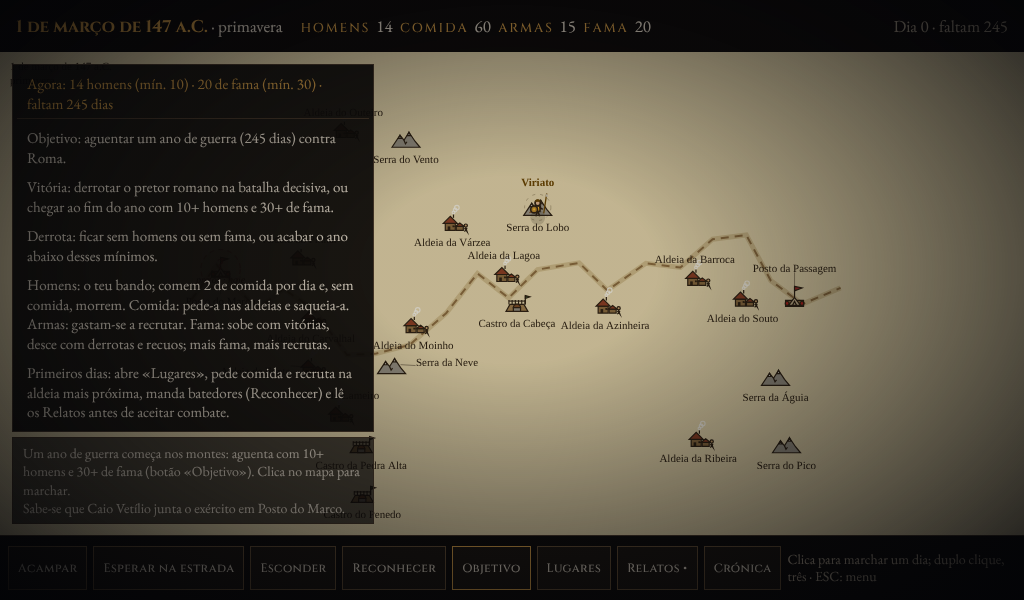 1 DE MARÇO DE 147 A.C. · primavera HOMENS 14 COMIDA 60 ARMAS 15 FAMA 20 Dia 0 · faltam 245
Agora: 14 homens (mín. 10) · 20 de fama (mín. 30) ·
faltam 245 dias
Objetivo: aguentar um ano de guerra (245 dias) contra
Roma.
Vitória: derrotar o pretor romano na batalha decisiva, ou
chegar ao fim do ano com 10+ homens e 30+ de fama.
Derrota: ficar sem homens ou sem fama, ou acabar o ano
abaixo desses mínimos.
Homens: o teu bando; comem 2 de comida por dia e, sem
comida, morrem. Comida: pede-a nas aldeias e saqueia-a.
Armas: gastam-se a recrutar. Fama: sobe com vitórias,
desce com derrotas e recuos; mais fama, mais recrutas.
Primeiros dias: abre «Lugares», pede comida e recruta na
aldeia mais próxima, manda batedores (Reconhecer) e lê
os Relatos antes de aceitar combate.
Um ano de guerra começa nos montes: aguenta com 10+
homens e 30+ de fama (botão «Objetivo»). Clica no mapa para
marchar.
Sabe-se que Caio Vetílio junta o exército em Posto do Marco.
Serra do Vento
Viriato
Serra do Lobo
Aldeia da Várzea
Aldeia da Lagoa
Aldeia da Barroca
Posto da Passagem
Castro da Cabeça
Aldeia da Azinheira
Aldeia do Souto
Aldeia do Moinho
Serra da Neve
Serra da Águia
Aldeia da Ribeira
Serra do Pico
Castro da Pedra Alta
Castro do Penedo
ACAMPAR
ESPERAR NA ESTRADA
ESCONDER
RECONHECER
OBJETIVO
LUGARES
RELATOS •
CRÓNICA
Clica para marchar um dia; duplo clique,
três · ESC: menu